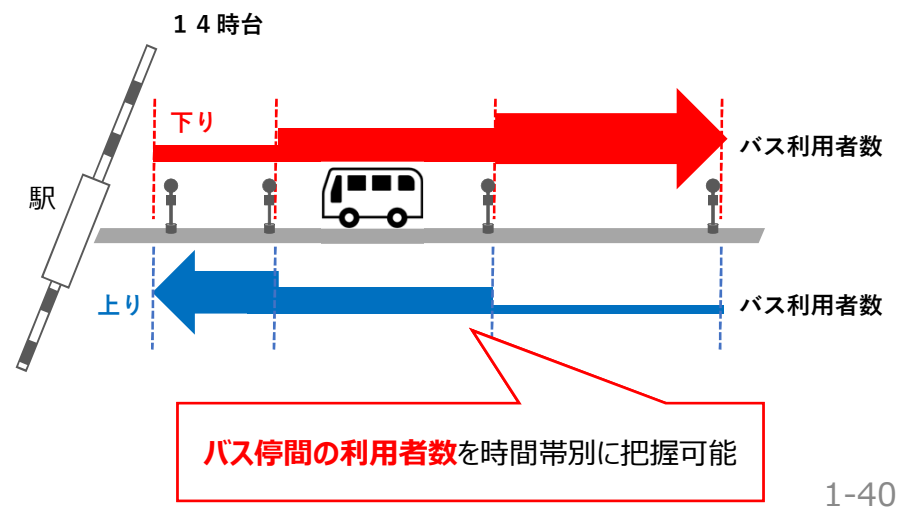 １４時台
下り
バス利用者数
駅
上り
バス利用者数
バス停間の利用者数を時間帯別に把握可能
1-40